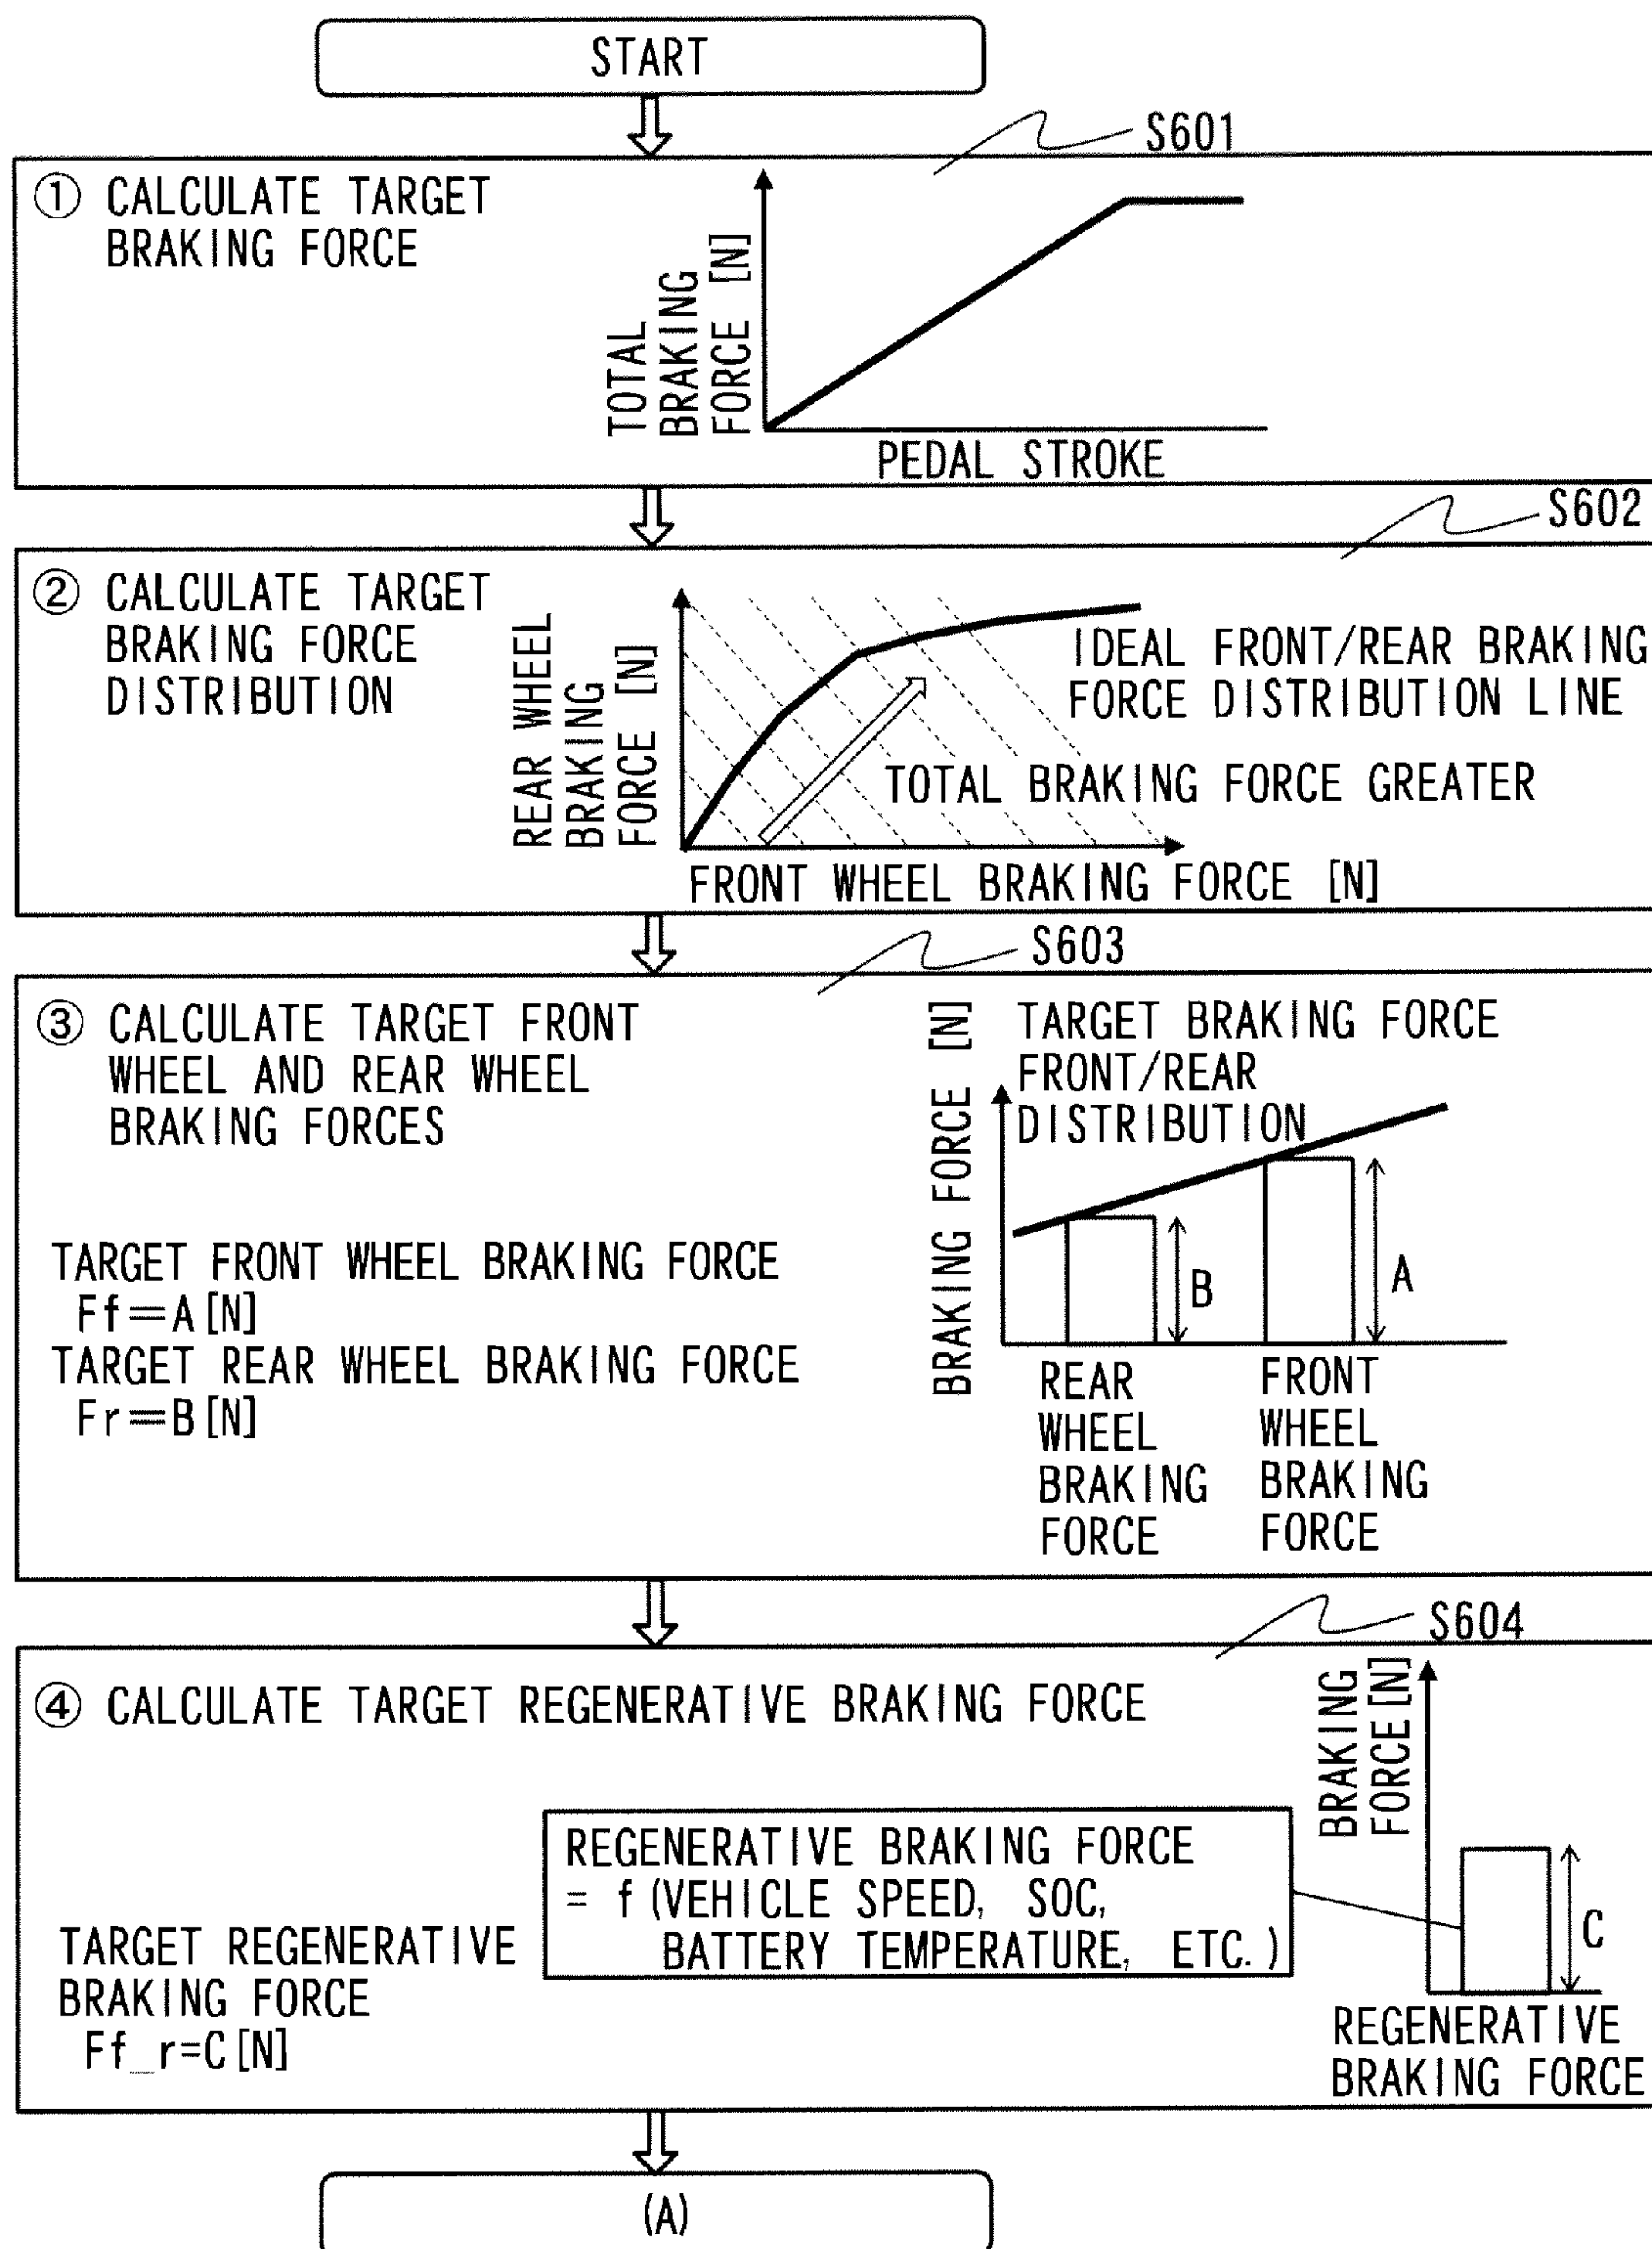 START
S601
① CALCULATE TARGET
BRAKING FORCE
TOTAL
BRAKING
FORCE [N]
PEDAL STROKE
S602
② CALCULATE TARGET
BRAKING FORCE
DISTRIBUTION
REAR WHEEL
BRAKING
FORCE [N]
IDEAL FRONT/REAR BRAKING
FORCE DISTRIBUTION LINE
TOTAL BRAKING FORCE GREATER
FRONT WHEEL BRAKING FORCE [N]
S603
③ CALCULATE TARGET FRONT
WHEEL AND REAR WHEEL
BRAKING FORCES
TARGET FRONT WHEEL BRAKING FORCE
Ff=A[N]
TARGET REAR WHEEL BRAKING FORCE
Fr=B[N]
BRAKING FORCE [N]
TARGET BRAKING FORCE
FRONT/REAR
DISTRIBUTION
B
A
REAR
WHEEL
BRAKING
FORCE
FRONT
WHEEL
BRAKING
FORCE
S604
④ CALCULATE TARGET REGENERATIVE BRAKING FORCE
REGENERATIVE BRAKING FORCE
= f(VEHICLE SPEED, SOC,
BATTERY TEMPERATURE, ETC.)
TARGET REGENERATIVE
BRAKING FORCE
Ff_r=C[N]
BRAKING
FORCE[N]
C
REGENERATIVE
BRAKING FORCE
(A)